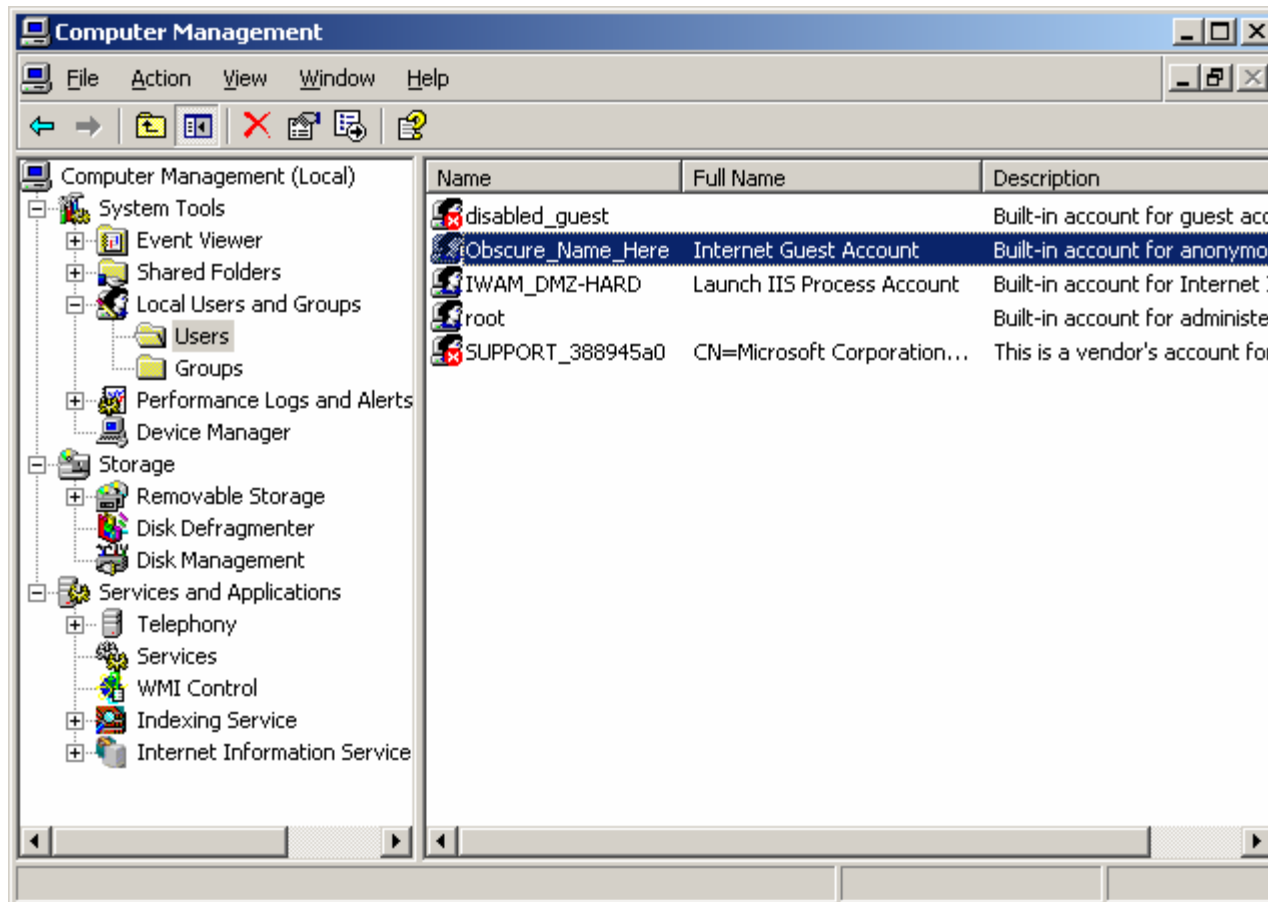 Computer Management
File Action View Window Help
Computer Management (Local)
System Tools
Event Viewer
Shared Folders
Local Users and Groups
Users
Groups
Performance Logs and Alerts
Device Manager
Storage
Removable Storage
Disk Defragmenter
Disk Management
Services and Applications
Telephony
Services
WMI Control
Indexing Service
Internet Information Service
Name Full Name Description
disabled_guest Built-in account for guest acc
Obscure_Name_Here Internet Guest Account Built-in account for anonymo
IWAM_DMZ-HARD Launch IIS Process Account Built-in account for Internet
root Built-in account for administe
SUPPORT_388945a0 CN=Microsoft Corporation... This is a vendor's account for